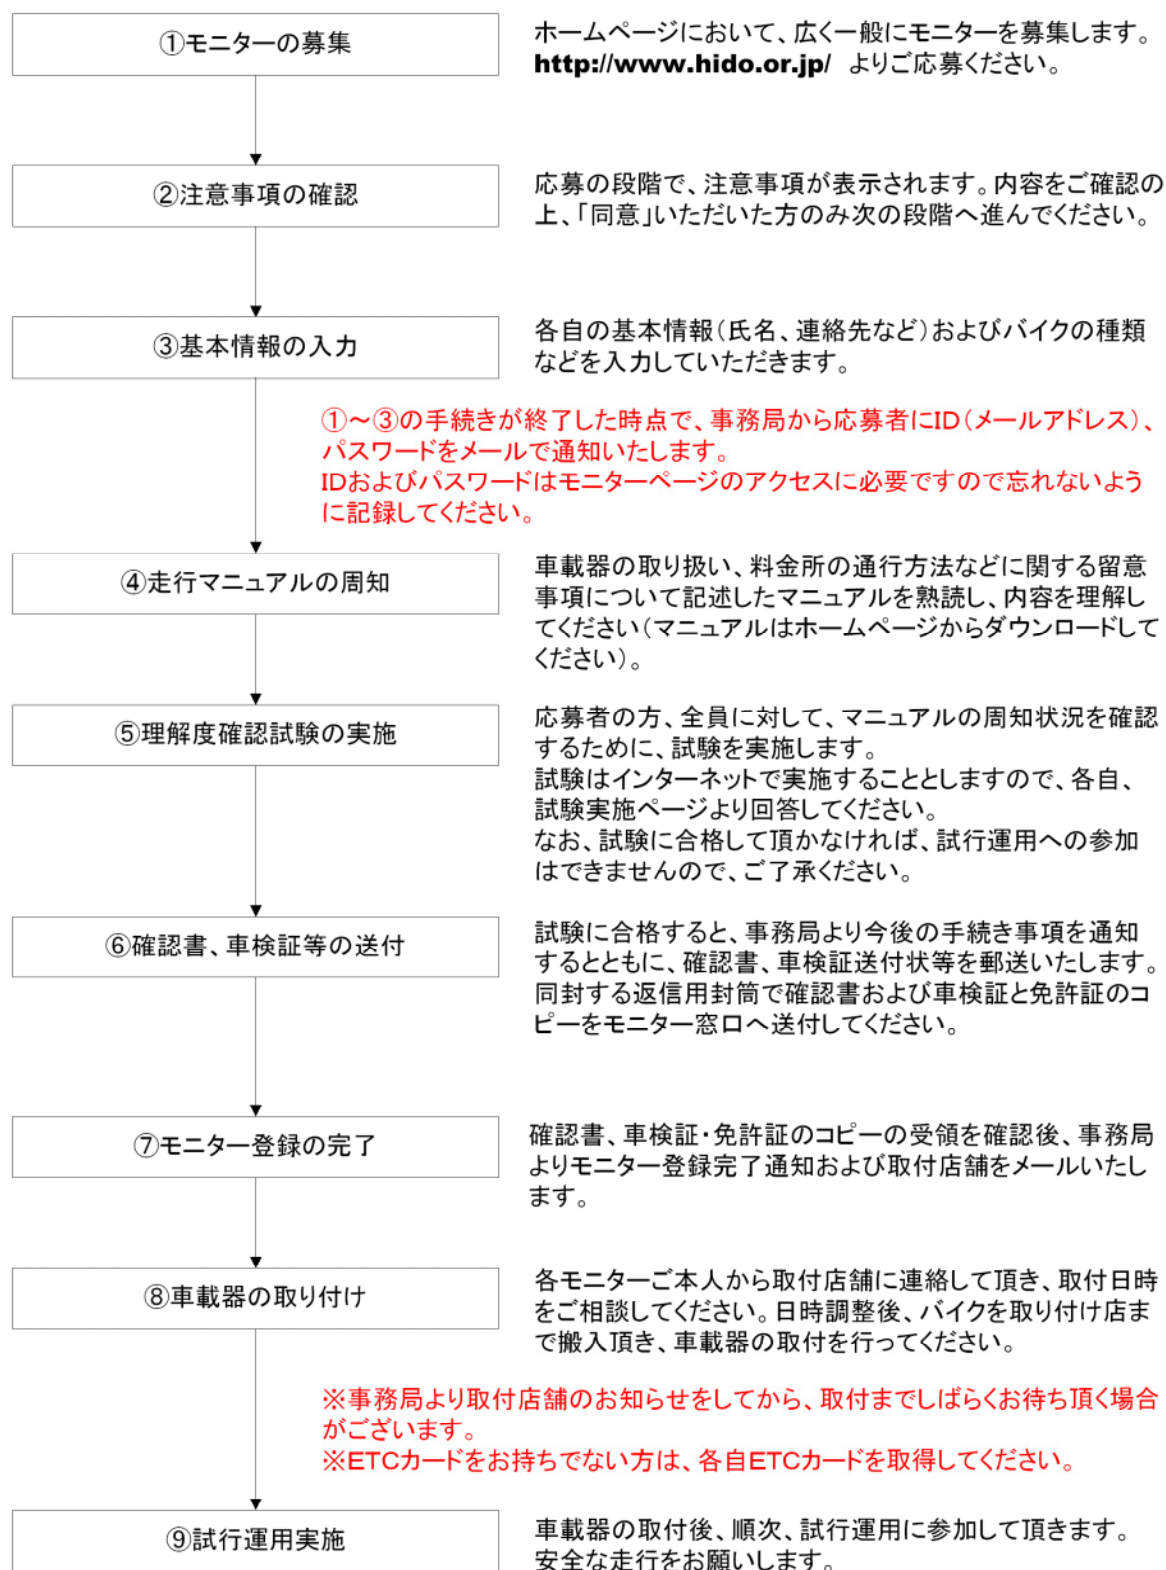 ①モニターの募集
ホームページにおいて、広く一般にモニターを募集します。
http://www.hido.or.jp/ よりご応募ください。
②注意事項の確認
応募の段階で、注意事項が表示されます。内容をご確認の
上、「同意」いただいた方のみ次の段階へ進んでください。
③基本情報の入力
各自の基本情報（氏名、連絡先など）およびバイクの種類
などを入力していただきます。
①～③の手続きが終了した時点で、事務局から応募者にID（メールアドレス）、
パスワードをメールで通知いたします。
IDおよびパスワードはモニターページのアクセスに必要ですので忘れないよう
に記録してください。
④走行マニュアルの周知
車載器の取り扱い、料金所の通行方法などに関する留意
事項について記述したマニュアルを熟読し、内容を理解し
てください（マニュアルはホームページからダウンロードして
ください）。
⑤理解度確認試験の実施
応募者の方、全員に対して、マニュアルの周知状況を確認
するために、試験を実施します。
試験はインターネットで実施することとしますので、各自、
試験実施ページより回答してください。
なお、試験に合格して頂かなければ、試行運用への参加
はできませんので、ご了承ください。
⑥確認書、車検証等の送付
試験に合格すると、事務局より今後の手続き事項を通知
するとともに、確認書、車検証送付状等を郵送いたします。
同封する返信用封筒で確認書および車検証と免許証のコ
ピーをモニター窓口へ送付してください。
⑦モニター登録の完了
確認書、車検証・免許証のコピーの受領を確認後、事務局
よりモニター登録完了通知および取付店舗をメールいたし
ます。
⑧車載器の取り付け
各モニターご本人から取付店舗に連絡して頂き、取付日時
をご相談してください。日時調整後、バイクを取り付け店ま
で搬入頂き、車載器の取付を行ってください。
※事務局より取付店舗のお知らせをしてから、取付までしばらくお待ち頂く場合
がございます。
※ETCカードをお持ちでない方は、各自ETCカードを取得してください。
⑨試行運用実施
車載器の取付後、順次、試行運用に参加して頂きます。
安全な走行をお願いします。